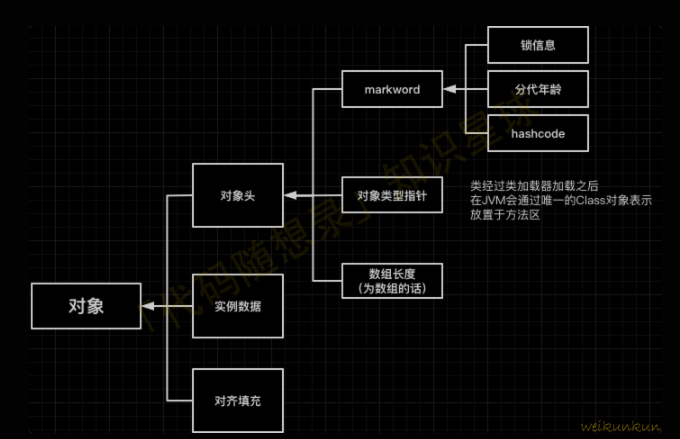 锁信息
markword
分代年龄
hashcode
对象头
对象类型指针
类经过类加载器加载之后
在JVM会通过唯一的Class对象表示
放置于方法区
数组长度
(为数组的话)
对象
实例数据
对齐填充
「代码随想录」知识星球
weikunkun